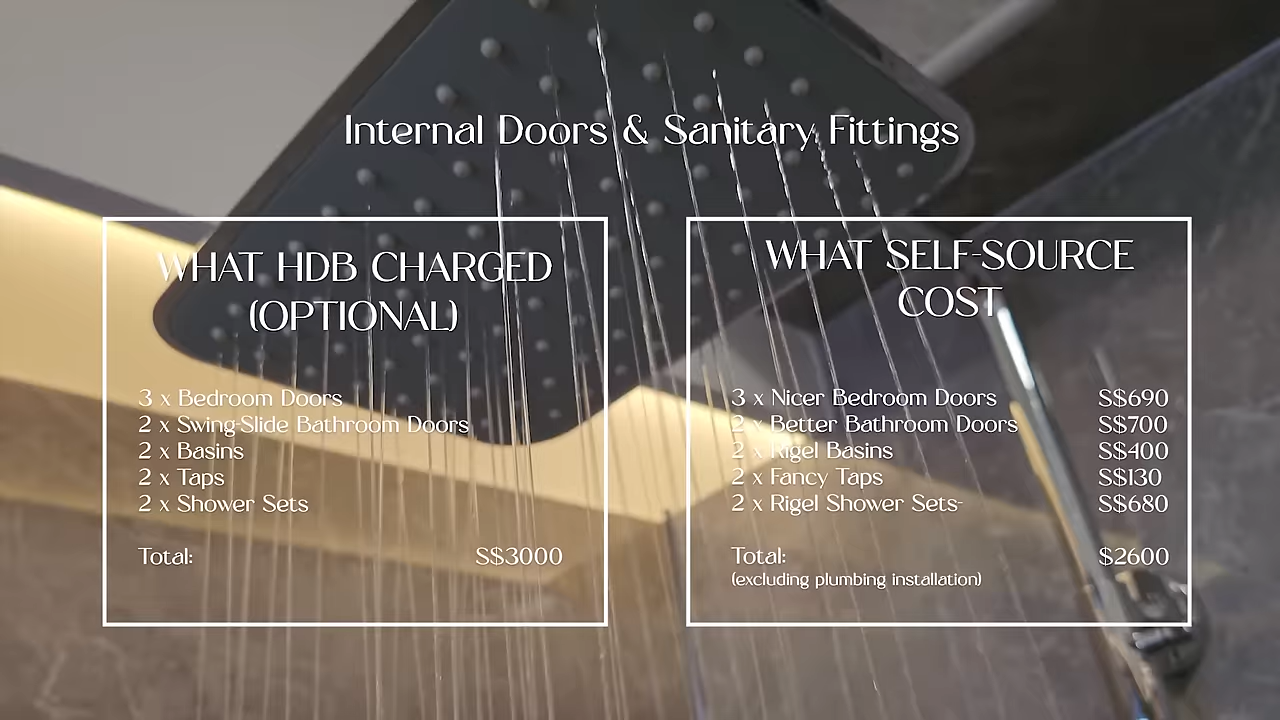 Internal Doors & Sanitary Fittings
WHAT HDB CHARGED
(OPTIONAL)
3 x Bedroom Doors
2 x Swing-Slide Bathroom Doors
2 x Basins
2 x Taps
2 x Shower Sets
Total: S$3000
WHAT SELF-SOURCE
COST
3 x Nicer Bedroom Doors S$690
2 x Better Bathroom Doors S$700
2 x Rigel Basins S$400
2 x Fancy Taps S$130
2 x Rigel Shower Sets- S$680
Total: $2600
(excluding plumbing installation)